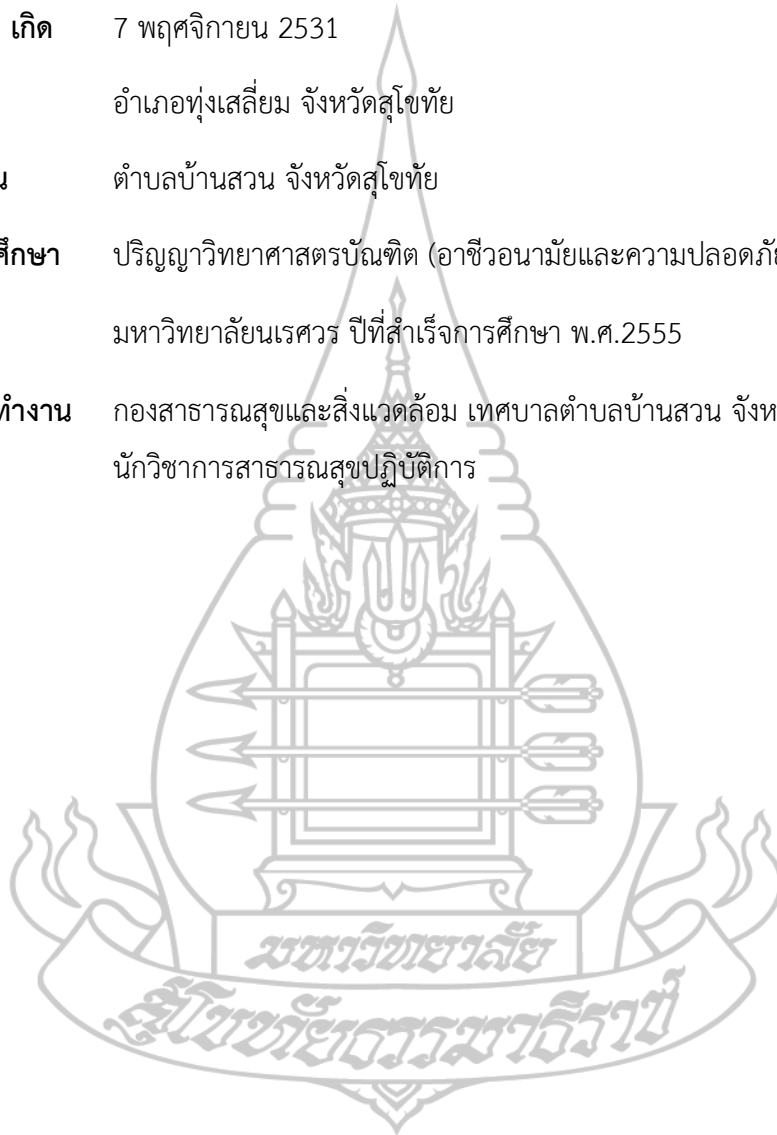 เกิด 7 พฤศจิกายน 2531
อำเภอทุ่งเสลี่ยม จังหวัดสุโขทัย
ตำบลบ้านสวน จังหวัดสุโขทัย
ศึกษา ปริญญาวิทยาศาสตรบัณฑิต (อาชีวอนามัยและความปลอดภัย
มหาวิทยาลัยนเรศวร ปีที่สำเร็จการศึกษา พ.ศ.2555
ทำงาน กองสาธารณสุขและสิ่งแวดล้อม เทศบาลตำบลบ้านสวน จังห
นักวิชาการสาธารณสุขปฏิบัติการ
มหาวิทยาลัย
สุโขทัยธรรมาธิราช